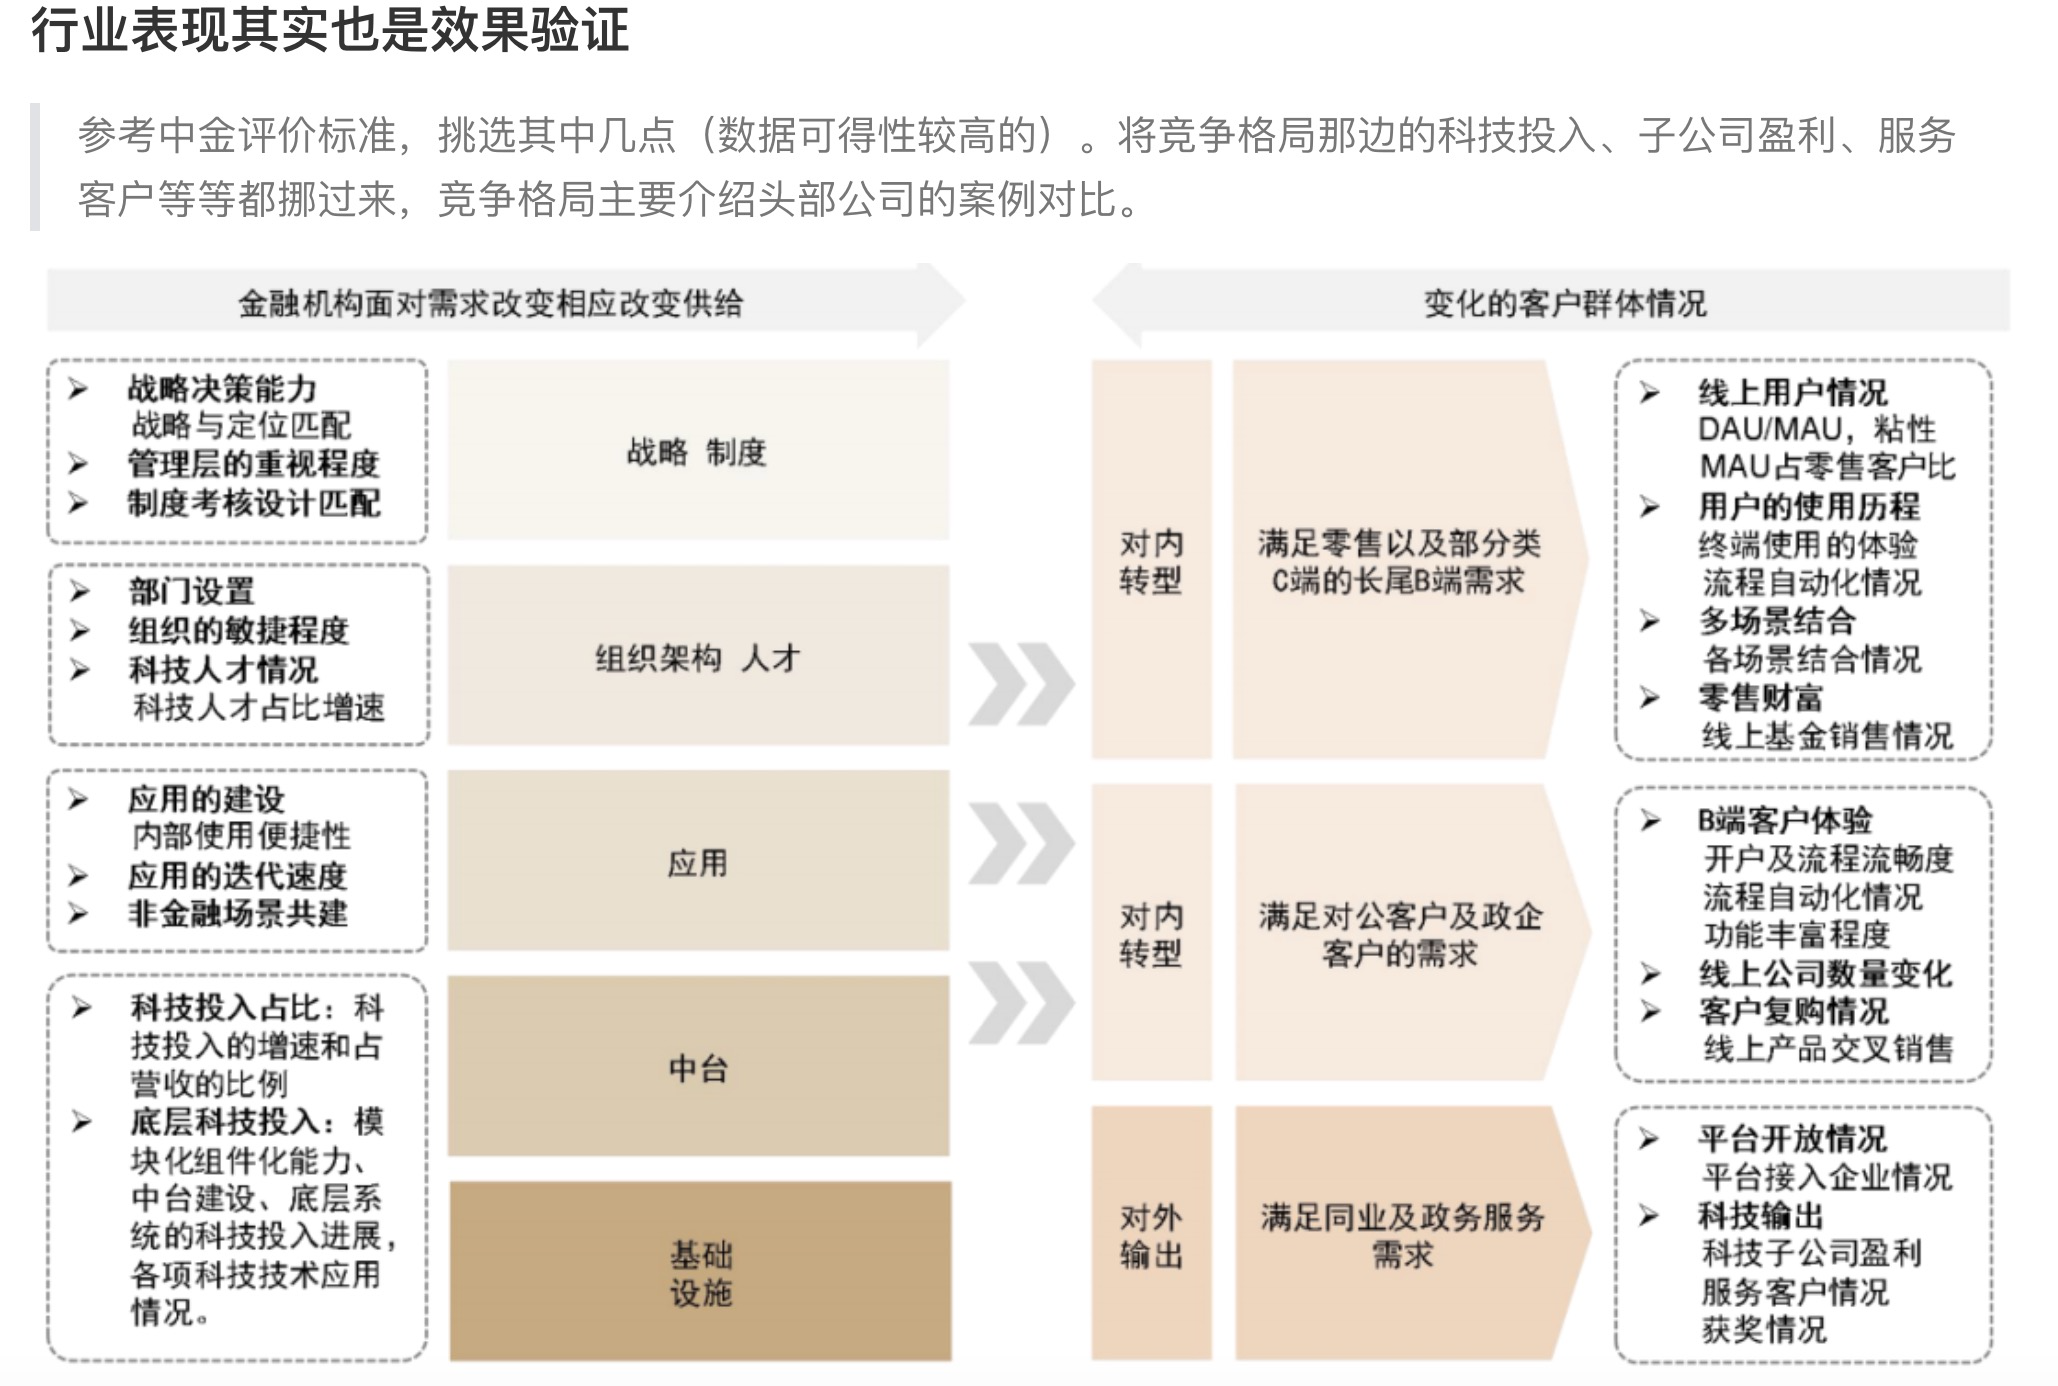 行业表现其实也是效果验证
参考中金评价标准，挑选其中几点（数据可得性较高的）。将竞争格局那边的科技投入、子公司盈利、服务
客户等等都挪过来，竞争格局主要介绍头部公司的案例对比。
金融机构面对需求改变相应改变供给
变化的客户群体情况
战略决策能力
战略与定位匹配
管理层的重视程度
制度考核设计匹配
战略 制度
部门设置
组织的敏捷程度
科技人才情况
科技人才占比增速
组织架构 人才
应用的建设
内部使用便捷性
应用的迭代速度
非金融场景共建
应用
科技投入占比：科
技投入的增速和占
营收的比例
底层科技投入：模
块化组件化能力、
中台建设、底层系
统的科技投入进展，
各项科技技术应用
情况。
中台
基础
设施
对内
转型
满足零售以及部分类
C端的长尾B端需求
线上用户情况
DAU/MAU，粘性
MAU占零售客户比
用户的使用历程
终端使用的体验
流程自动化情况
多场景结合
各场景结合情况
零售财富
线上基金销售情况
对内
转型
满足对公客户及政企
客户的需求
B端客户体验
开户及流程流畅度
流程自动化情况
功能丰富程度
线上公司数量变化
客户复购情况
线上产品交叉销售
对外
输出
满足同业及政务服务
需求
平台开放情况
平台接入企业情况
科技输出
科技子公司盈利
服务客户情况
获奖情况